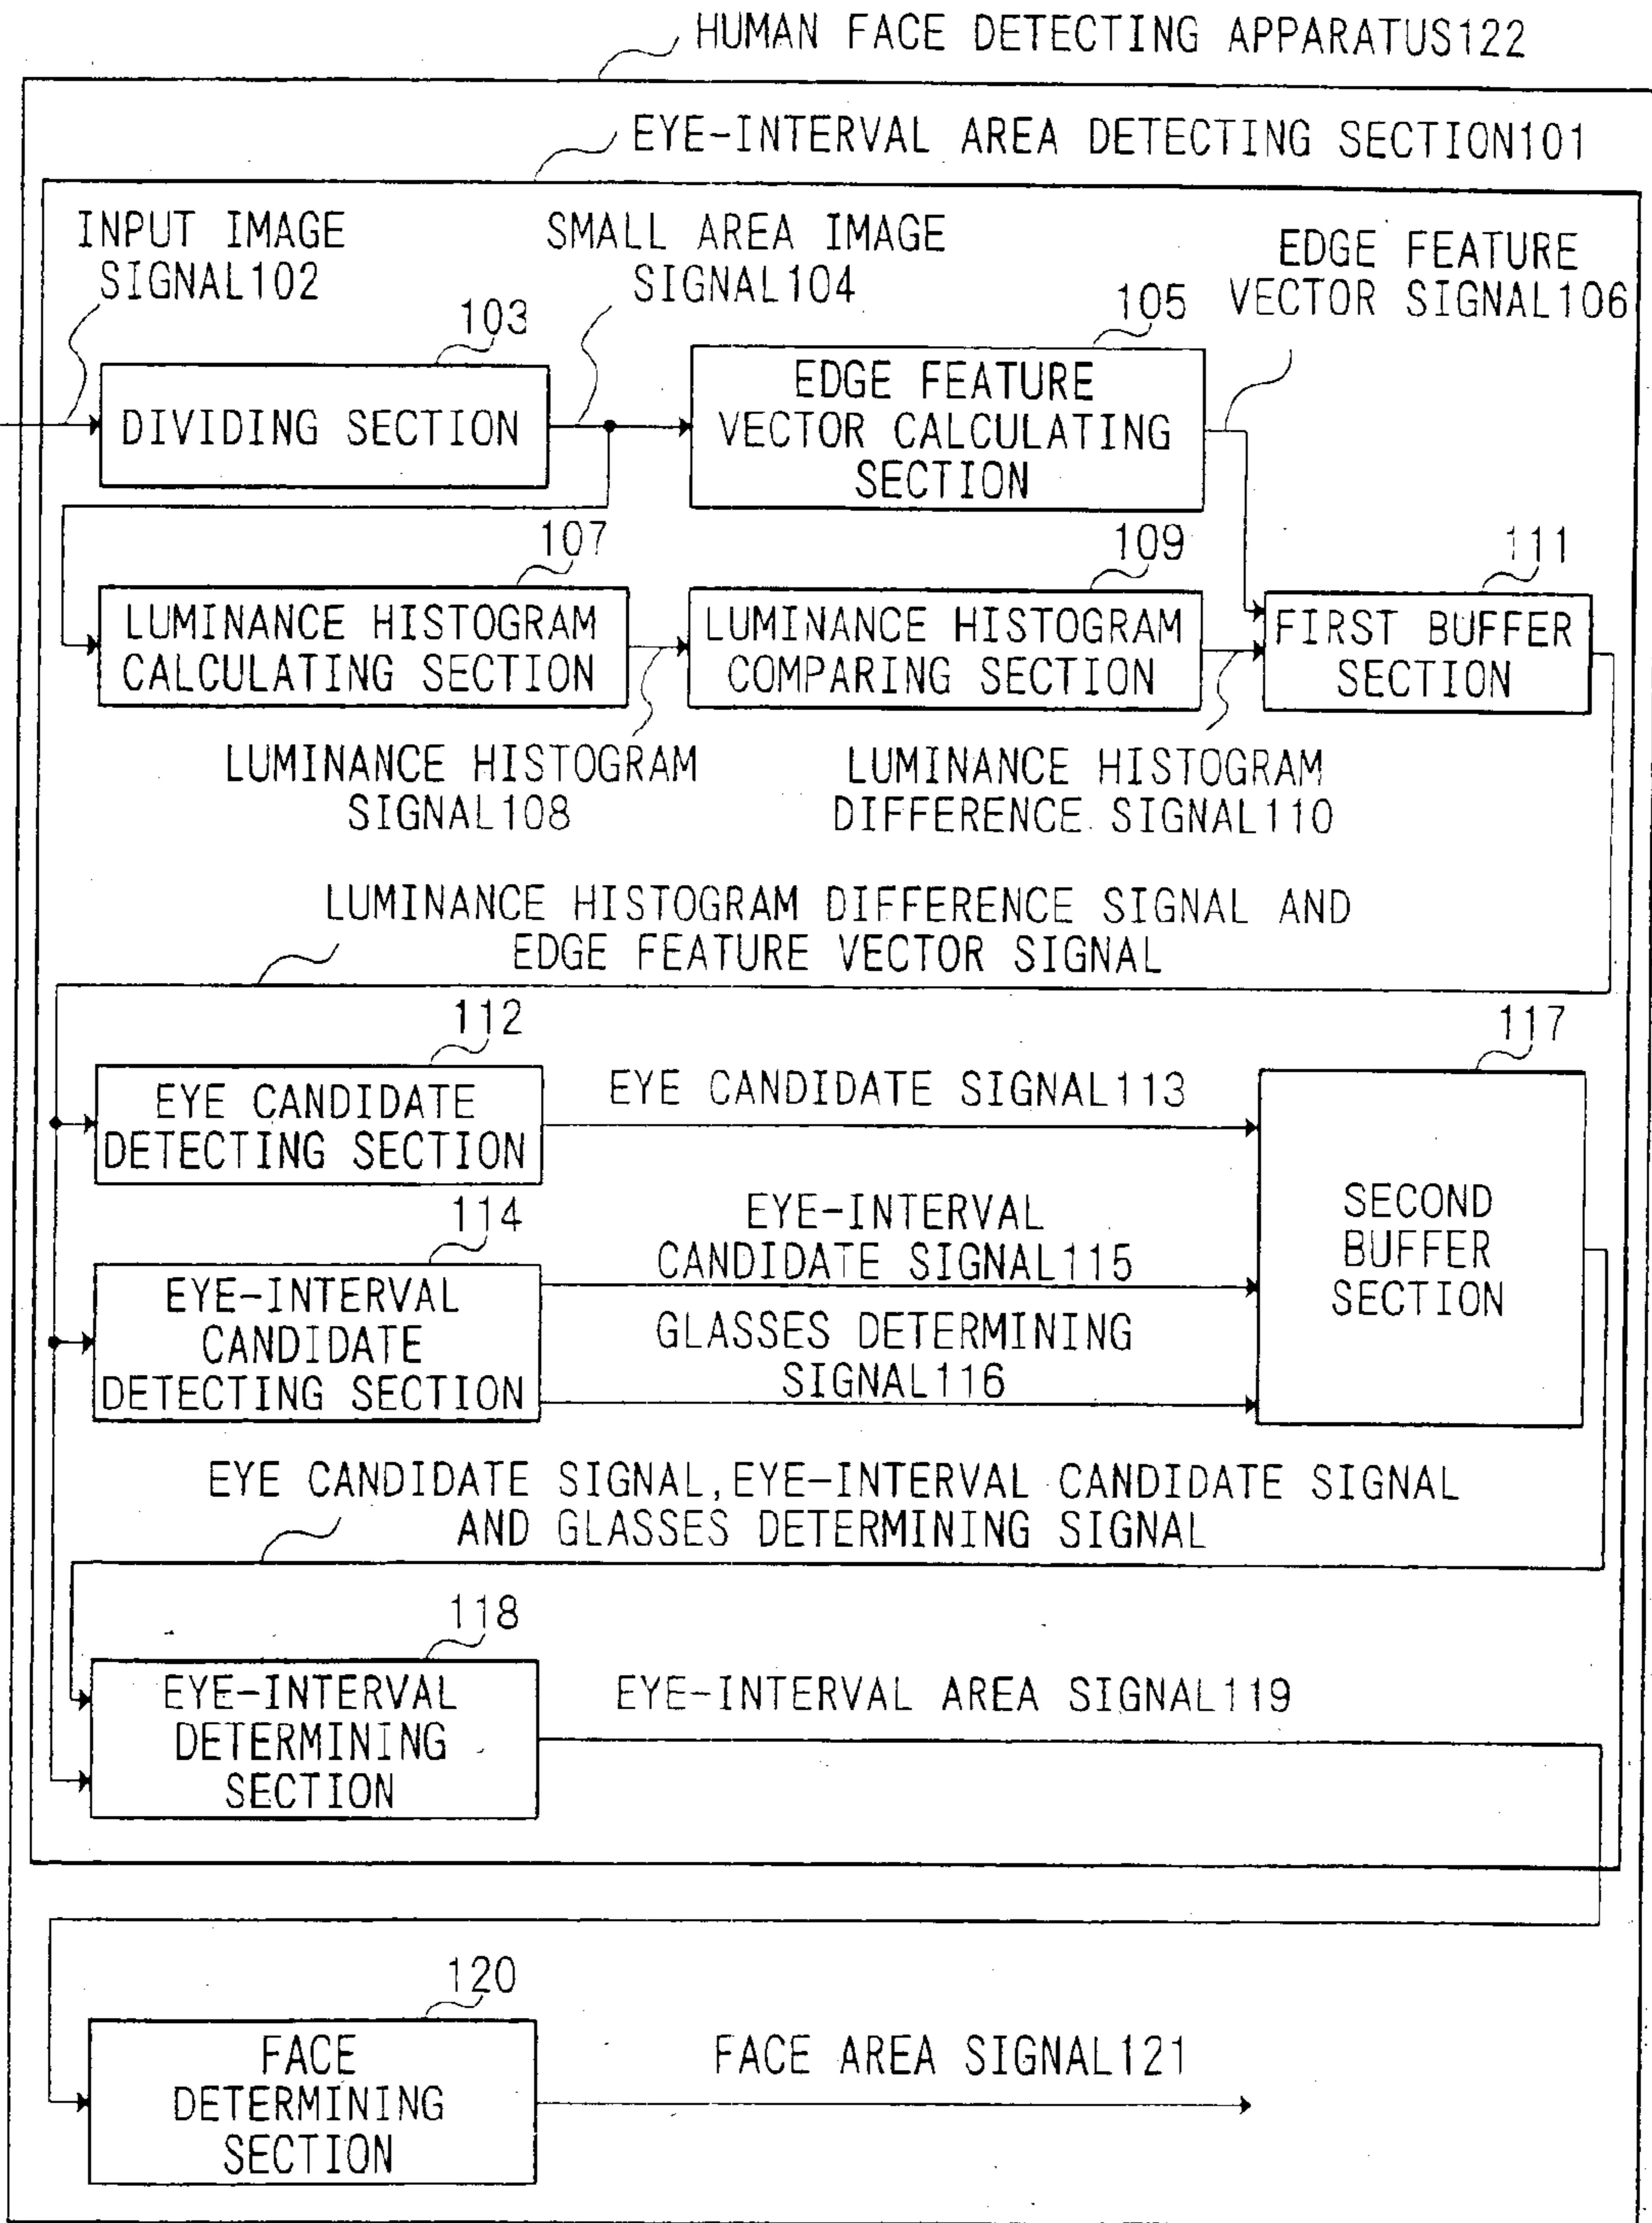 HUMAN FACE DETECTING APPARATUS122
EYE-INTERVAL AREA DETECTING SECTION101
INPUT IMAGE
SIGNAL102
SMALL AREA IMAGE
SIGNAL104
EDGE FEATURE
VECTOR SIGNAL106
103
105
DIVIDING SECTION
EDGE FEATURE
VECTOR CALCULATING
SECTION
107
109
111
LUMINANCE HISTOGRAM
CALCULATING SECTION
LUMINANCE HISTOGRAM
COMPARING SECTION
FIRST BUFFER
SECTION
LUMINANCE HISTOGRAM
SIGNAL108
LUMINANCE HISTOGRAM
DIFFERENCE SIGNAL110
LUMINANCE HISTOGRAM DIFFERENCE SIGNAL AND
EDGE FEATURE VECTOR SIGNAL
112
117
EYE CANDIDATE
DETECTING SECTION
EYE CANDIDATE SIGNAL113
SECOND
BUFFER
SECTION
114
EYE-INTERVAL
CANDIDATE SIGNAL115
EYE-INTERVAL
CANDIDATE
DETECTING SECTION
GLASSES DETERMINING
SIGNAL116
EYE CANDIDATE SIGNAL,EYE-INTERVAL CANDIDATE SIGNAL
AND GLASSES DETERMINING SIGNAL
118
EYE-INTERVAL
DETERMINING
SECTION
EYE-INTERVAL AREA SIGNAL119
120
FACE
DETERMINING
SECTION
FACE AREA SIGNAL121